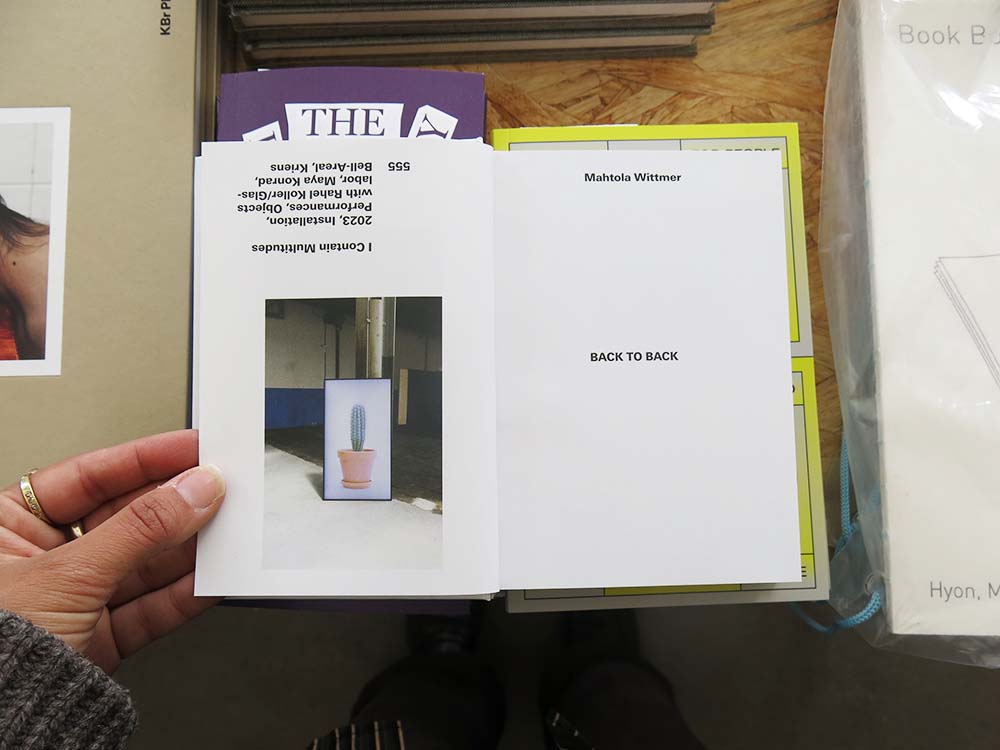 KBr
THE
PEOPLE
Book
I Contain Multitudes
2023, Installation,
Performances, Objects
with Rahel Koller/Glas-
labor, Maya Konrad,
555 Bell-Areal, Kriens
Mahtola Wittmer
BACK TO BACK
Hyon,